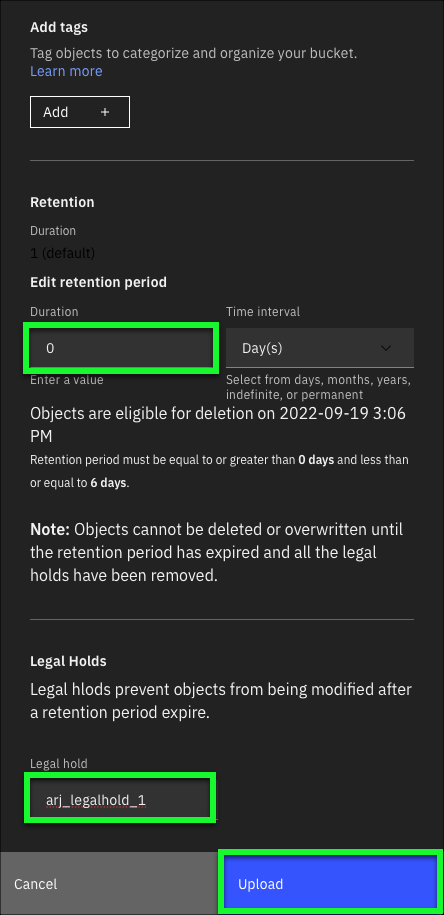 Add tags
Tag objects to categorize and organize your bucket.
Learn more
Add +
Retention
Duration
1 (default)
Edit retention period
Duration
Time interval
0
Day(s)
Enter a value
Select from days, months, years,
indefinite, or permanent
Objects are eligible for deletion on 2022-09-19 3:06
PM
Retention period must be equal to or greater than 0 days and less than
or equal to 6 days.
Note: Objects cannot be deleted or overwritten until
the retention period has expired and all the legal
holds have been removed.
Legal Holds
Legal hlods prevent objects from being modified after
a retention period expire.
Legal hold
arj_legalhold_1
Cancel
Upload